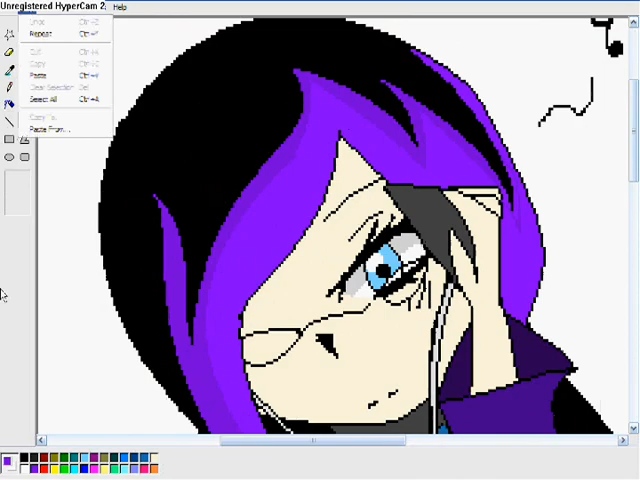 Unregistered HyperCam 2
Help
Undo Ctrl+Z
Repeat Ctrl+Y
Cut Ctrl+X
Copy Ctrl+C
Paste Ctrl+V
Clear Selection Del
Select All Ctrl+A
Copy To...
Paste From...